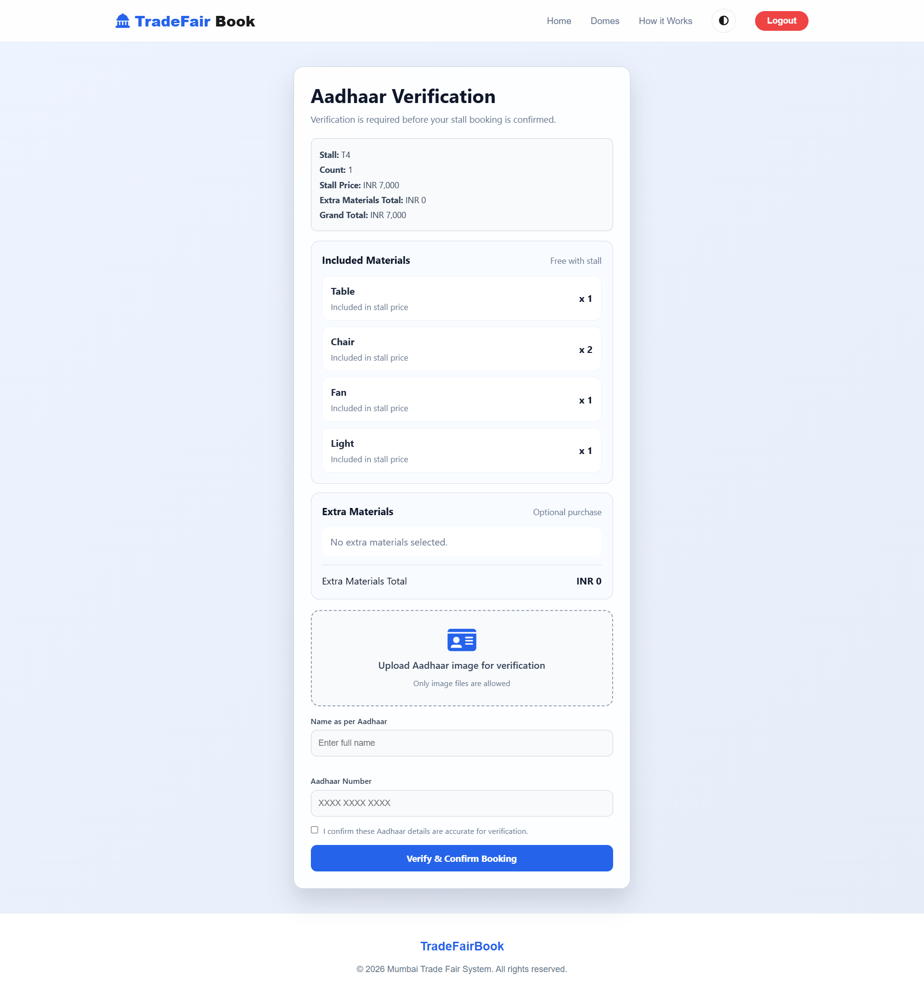 TradeFair Book
Home
Domes
How it Works
Logout
Aadhaar Verification
Verification is required before your stall booking is confirmed.
Stall: T4
Count: 1
Stall Price: INR 7,000
Extra Materials Total: INR 0
Grand Total: INR 7,000
Included Materials
Free with stall
Table
Included in stall price
x 1
Chair
Included in stall price
x 2
Fan
Included in stall price
x 1
Light
Included in stall price
x 1
Extra Materials
Optional purchase
No extra materials selected.
Extra Materials Total
INR 0
Upload Aadhaar image for verification
Only image files are allowed
Name as per Aadhaar
Enter full name
Aadhaar Number
XXXX XXXX XXXX
I confirm these Aadhaar details are accurate for verification.
Verify & Confirm Booking
TradeFairBook
© 2026 Mumbai Trade Fair System. All rights reserved.